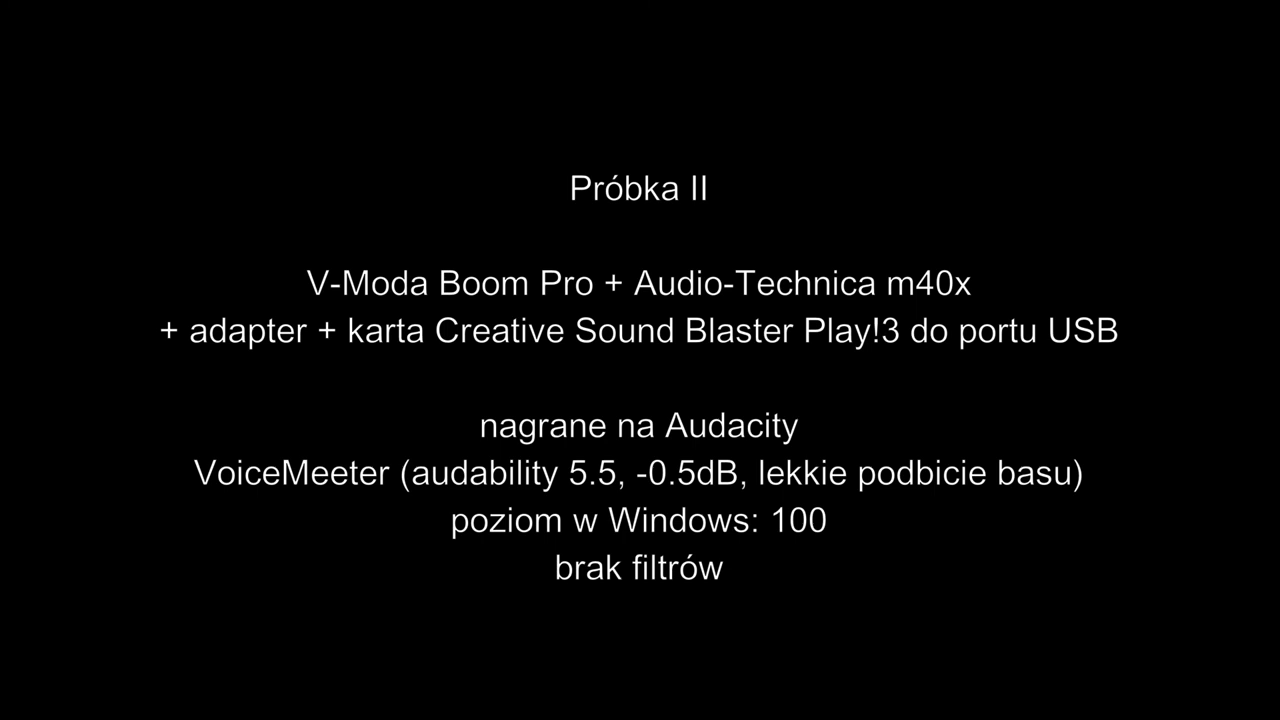 Próbka II
V-Moda Boom Pro + Audio-Technica m40x
+ adapter + karta Creative Sound Blaster Play!3 do portu USB
nagrane na Audacity
VoiceMeeter (audability 5.5, -0.5dB, lekkie podbicie basu)
poziom w Windows: 100
brak filtrów